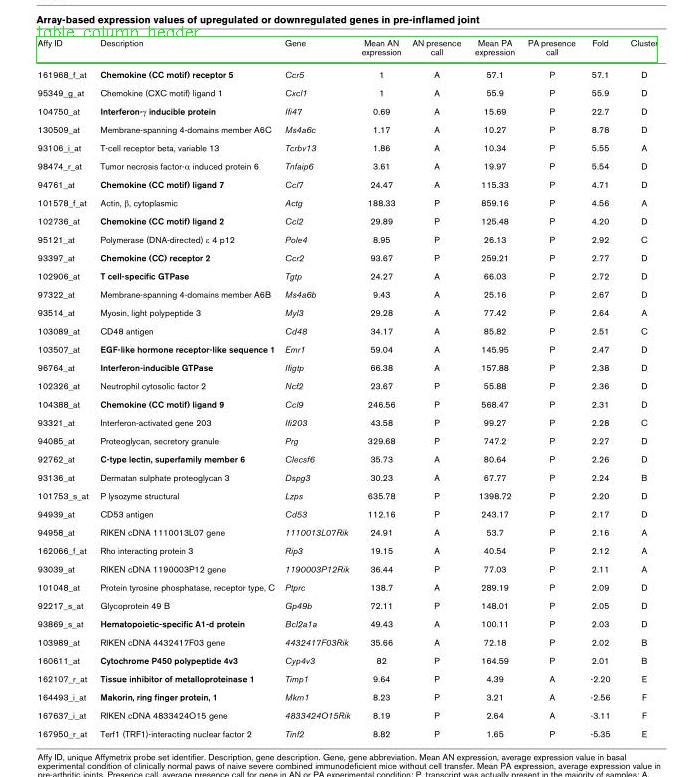 Array-based expression values of upregulated or downregulated genes in pre-inflamed joint
table_column_header
Affy ID Description Gene Mean AN expression AN presence call Mean PA expression PA presence call Fold Cluster
161968_f_at Chemokine (CC motif) receptor 5 Ccr5 1 A 57.1 P 57.1 D
95349_g_at Chemokine (CXC motif) ligand 1 Cxcl1 1 A 55.9 P 55.9 D
104750_at Interferon-γ inducible protein Ifi47 0.69 A 15.69 P 22.7 D
130509_at Membrane-spanning 4-domains member A6C Ms4a6c 1.17 A 10.27 P 8.78 D
93106_i_at T-cell receptor beta, variable 13 Tcrbv13 1.86 A 10.34 P 5.55 A
98474_r_at Tumor necrosis factor-α induced protein 6 Tnfaip6 3.61 A 19.97 P 5.54 D
94761_at Chemokine (CC motif) ligand 7 Ccl7 24.47 A 115.33 P 4.71 D
101578_f_at Actin, β, cytoplasmic Actg 188.33 P 859.16 P 4.56 A
102736_at Chemokine (CC motif) ligand 2 Ccl2 29.89 A 125.48 P 4.20 D
95121_at Polymerase (DNA-directed) ε 4 p12 Pole4 8.95 P 26.13 P 2.92 C
93397_at Chemokine (CC) receptor 2 Ccr2 93.67 P 259.21 P 2.77 D
102906_at T cell-specific GTPase Tgtp 24.27 A 66.03 P 2.72 D
97322_at Membrane-spanning 4-domains member A6B Ms4a6b 9.43 A 25.16 P 2.67 D
93514_at Myosin, light polypeptide 3 Myl3 29.28 A 77.42 P 2.64 A
103089_at CD48 antigen Cd48 34.17 A 85.82 P 2.51 C
103507_at EGF-like hormone receptor-like sequence 1 Emr1 59.04 A 145.95 P 2.47 D
96764_at Interferon-inducible GTPase Ifigtp 66.38 A 157.88 P 2.38 D
102326_at Neutrophil cytosolic factor 2 Ncf2 23.67 P 55.88 P 2.36 D
104388_at Chemokine (CC motif) ligand 9 Ccl9 246.56 P 568.47 P 2.31 D
93321_at Interferon-activated gene 203 Ifi203 43.58 P 99.27 P 2.28 C
94085_at Proteoglycan, secretory granule Prg 329.68 P 747.2 P 2.27 D
92762_at C-type lectin, superfamily member 6 Clecsf6 35.73 A 80.64 P 2.26 D
93136_at Dermatan sulphate proteoglycan 3 Dspg3 30.23 A 67.77 P 2.24 B
101753_s_at P lysozyme structural Lzps 635.78 P 1398.72 P 2.20 D
94939_at CD53 antigen Cd53 112.16 P 243.17 P 2.17 D
94958_at RIKEN cDNA 1110013L07 gene 1110013L07Rik 24.91 A 53.7 P 2.16 A
162066_f_at Rho interacting protein 3 Rip3 19.15 A 40.54 P 2.12 A
93039_at RIKEN cDNA 1190003P12 gene 1190003P12Rik 36.44 P 77.03 P 2.11 A
101048_at Protein tyrosine phosphatase, receptor type, C Ptprc 138.7 A 289.19 P 2.09 D
92217_s_at Glycoprotein 49 B Gp49b 72.11 P 148.01 P 2.05 D
93869_s_at Hematopoietic-specific A1-d protein Bcl2a1a 49.43 A 100.11 P 2.03 D
103989_at RIKEN cDNA 4432417F03 gene 4432417F03Rik 35.66 A 72.18 P 2.02 B
160611_at Cytochrome P450 polypeptide 4v3 Cyp4v3 82 P 164.59 P 2.01 B
162107_r_at Tissue inhibitor of metalloproteinase 1 Timp1 9.64 P 4.39 A -2.20 E
164493_i_at Makorin, ring finger protein, 1 Mkrn1 8.23 P 3.21 A -2.56 F
167637_i_at RIKEN cDNA 4833424O15 gene 4833424O15Rik 8.19 P 2.64 A -3.11 F
167950_r_at Terf1 (TRF1)-interacting nuclear factor 2 Tinf2 8.82 P 1.65 A -5.35 E
Affy ID, unique Affymetrix probe set identifier. Description, gene description. Gene, gene abbreviation. Mean AN expression, average expression value in basal
experimental condition of clinically normal paws of naive severe combined immunodeficient mice without cell transfer. Mean PA expression, average expression value in
pre-arthritic joints. Presence call, average presence call for gene in AN or PA experimental condition: P, transcript was actually present in the majority of samples; A,